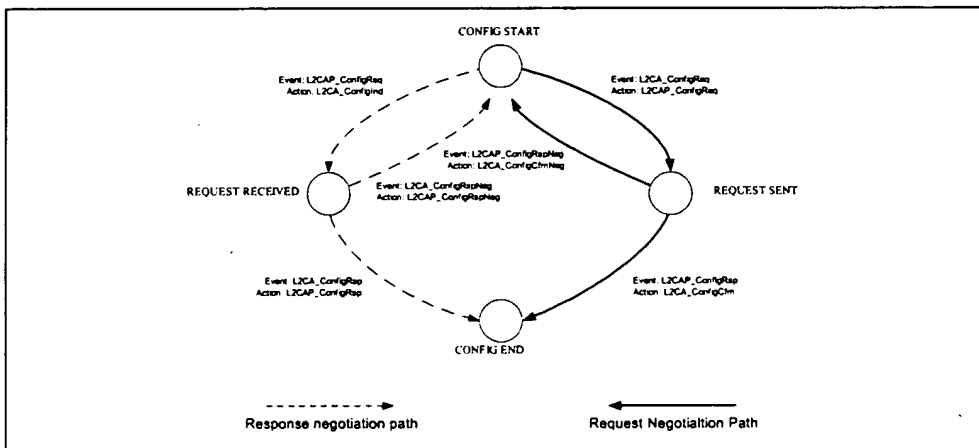 CONFIG START
Event: L2CAP_ConfigReq
Action: L2CA_ConfigInd
Event: L2CA_ConfigReq
Action: L2CAP_ConfigReq
Event: L2CAP_ConfigRspNeg
Action: L2CA_ConfigCfmNeg
REQUEST RECEIVED
Event: L2CA_ConfigRspNeg
Action: L2CAP_ConfigRspNeg
REQUEST SENT
Event: L2CA_ConfigRsp
Action: L2CAP_ConfigRsp
Event: L2CAP_ConfigRsp
Action: L2CA_ConfigCfm
CONFIG END
Response negotiation path
Request Negotialtion Path